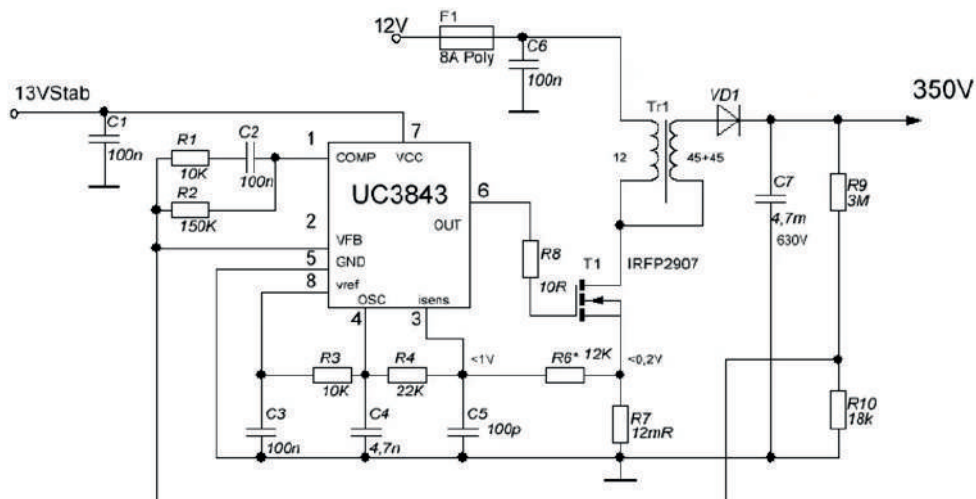 12V
F1
8A Poly
C6
100n
13VStab
C1
100n
R1
10K
C2
100n
R2
150K
1
7
COMP
VCC
UC3843
6
OUT
2
VFB
5
GND
8
vref
OSC
isens
4
3
R8
10R
T1
IRFP2907
Tr1
12
45+45
VD1
350V
C7
4,7m
630V
R9
3M
R3
10K
R4
22K
<1V
R6*
12K
<0,2V
C3
100n
C4
4,7n
C5
100p
R7
12mR
R10
18k